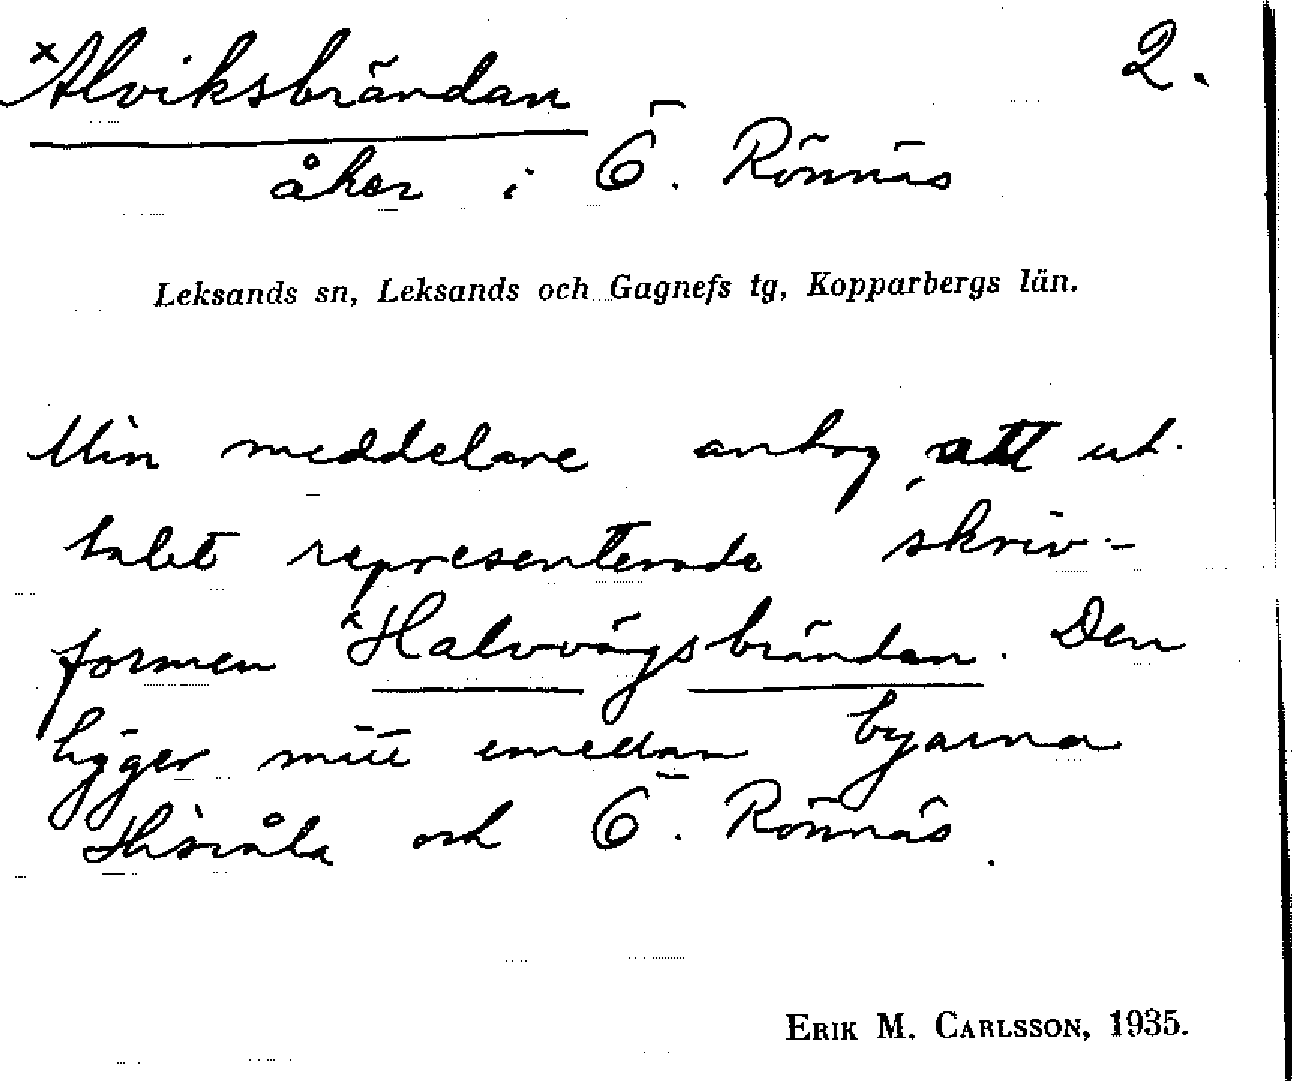 ×Alviksbrändan 2.
åker i Ö. Rönnäs
Leksands sn, Leksands och Gagnefs tg, Kopparbergs län.
Min meddelare antog, att ut-
talet representerade skriv-
formen ×Halvvägsbrändan. Den
ligger mitt emellan byarna
Hisvåla och Ö. Rönnäs.
ERIK M. CARLSSON, 1935.